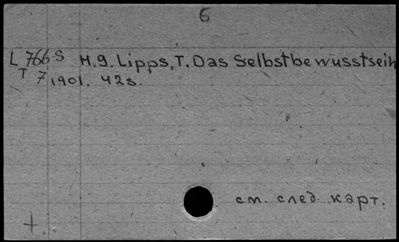 6
L 766 S H.9. Lipps, T. Das Selbstbewusstsein
T 7 1901. 42s.
см. след. карт.